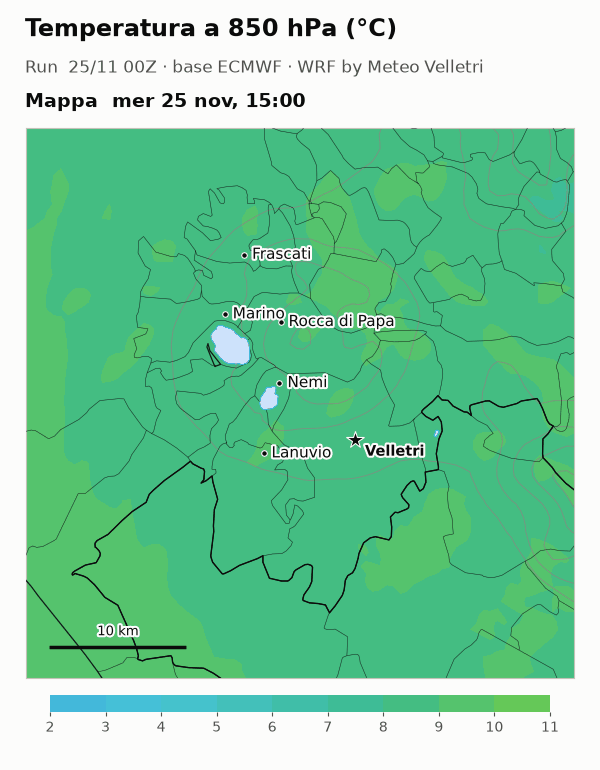 Temperatura a 850 hPa (°C)
Run  25/11 00Z · base ECMWF · WRF by Meteo Velletri
Mappa  mer 25 nov, 15:00
Frascati
Marino
Rocca di Papa
Nemi
Velletri
Lanuvio
10 km
2 3 4 5 6 7 8 9 10 11